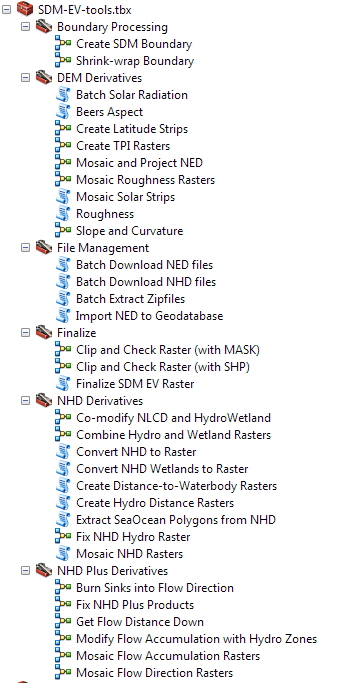 SDM-EV-tools.tbx
Boundary Processing
Create SDM Boundary
Shrink-wrap Boundary
DEM Derivatives
Batch Solar Radiation
Beers Aspect
Create Latitude Strips
Create TPI Rasters
Mosaic and Project NED
Mosaic Roughness Rasters
Mosaic Solar Strips
Roughness
Slope and Curvature
File Management
Batch Download NED files
Batch Download NHD files
Batch Extract Zipfiles
Import NED to Geodatabase
Finalize
Clip and Check Raster (with MASK)
Clip and Check Raster (with SHP)
Finalize SDM EV Raster
NHD Derivatives
Co-modify NLCD and HydroWetland
Combine Hydro and Wetland Rasters
Convert NHD to Raster
Convert NHD Wetlands to Raster
Create Distance-to-Waterbody Rasters
Create Hydro Distance Rasters
Extract SeaOcean Polygons from NHD
Fix NHD Hydro Raster
Mosaic NHD Rasters
NHD Plus Derivatives
Burn Sinks into Flow Direction
Fix NHD Plus Products
Get Flow Distance Down
Modify Flow Accumulation with Hydro Zones
Mosaic Flow Accumulation Rasters
Mosaic Flow Direction Rasters